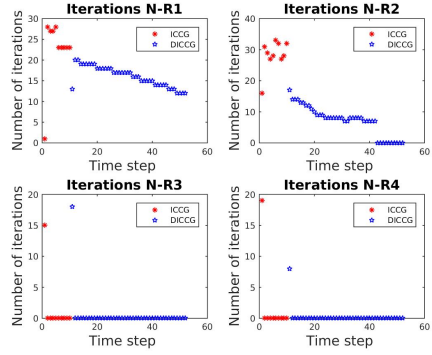 Iterations N-R1
Number of iterations
30
25
20
15
10
5
0
0 20 40 60
Time step
ICCG
DICCG
Iterations N-R2
Number of iterations
40
30
20
10
0
0 20 40 60
Time step
ICCG
DICCG
Iterations N-R3
Number of iterations
20
15
10
5
0
0 20 40 60
Time step
ICCG
DICCG
Iterations N-R4
Number of iterations
20
15
10
5
0
0 20 40 60
Time step
ICCG
DICCG